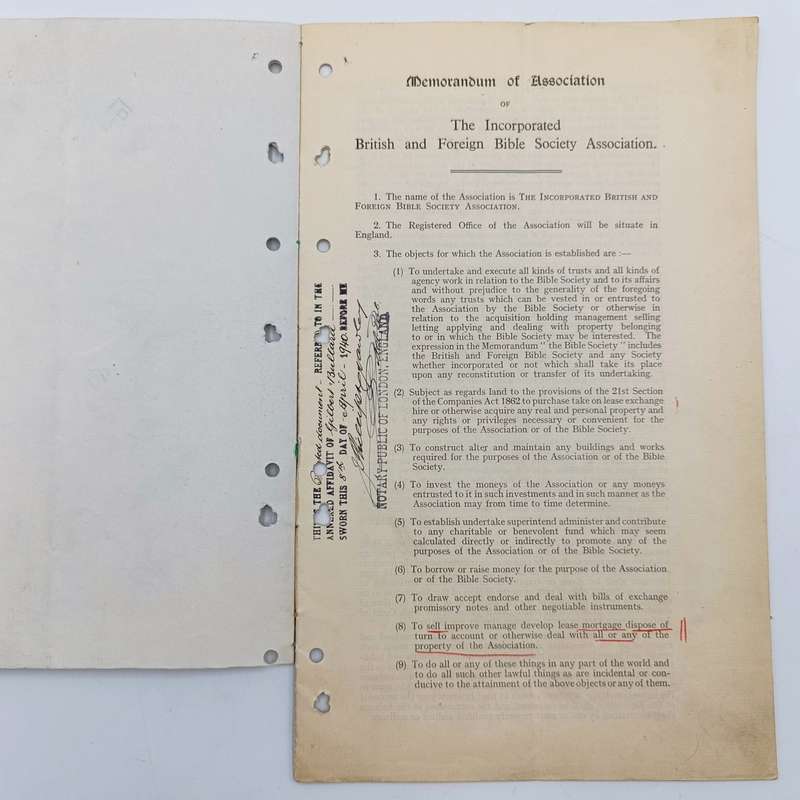 Memorandum of Association
OF
The Incorporated
British and Foreign Bible Society Association.
1. The name of the Association is THE INCORPORATED BRITISH AND
FOREIGN BIBLE SOCIETY ASSOCIATION.
2. The Registered Office of the Association will be situate in
England.
3. The objects for which the Association is established are :—
(1) To undertake and execute all kinds of trusts and all kinds of
agency work in relation to the Bible Society and to its affairs
and without prejudice to the generality of the foregoing
words any trusts which can be vested in or entrusted to
the Association by the Bible Society or otherwise in
relation to the acquisition holding management selling
letting applying and dealing with property belonging
to or in which the Bible Society may be interested. The
expression in the Memorandum " the Bible Society " includes
the British and Foreign Bible Society and any Society
whether incorporated or not which shall take its place
upon any reconstitution or transfer of its undertaking.
(2) Subject as regards land to the provisions of the 21st Section
of the Companies Act 1862 to purchase take on lease exchange
hire or otherwise acquire any real and personal property and
any rights or privileges necessary or convenient for the
purposes of the Association or of the Bible Society.
(3) To construct alter and maintain any buildings and works
required for the purposes of the Association or of the Bible
Society.
(4) To invest the moneys of the Association or any moneys
entrusted to it in such investments and in such manner as the
Association may from time to time determine.
(5) To establish undertake superintend administer and contribute
to any charitable or benevolent fund which may seem
calculated directly or indirectly to promote any of the
purposes of the Association or of the Bible Society.
(6) To borrow or raise money for the purpose of the Association
or of the Bible Society.
(7) To draw accept endorse and deal with bills of exchange
promissory notes and other negotiable instruments.
(8) To sell improve manage develop lease mortgage dispose of
turn to account or otherwise deal with all or any of the
property of the Association.
(9) To do all or any of these things in any part of the world and
to do all such other lawful things as are incidental or con-
ducive to the attainment of the above objects or any of them.
THE document - REFERRED TO IN THE
ANNEXED AFFIDAVIT OF Gilbert Bullard
SWORN THIS 8th DAY OF April - 1940. BEFORE ME
NOTARY PUBLIC OF LONDON, ENGLAND